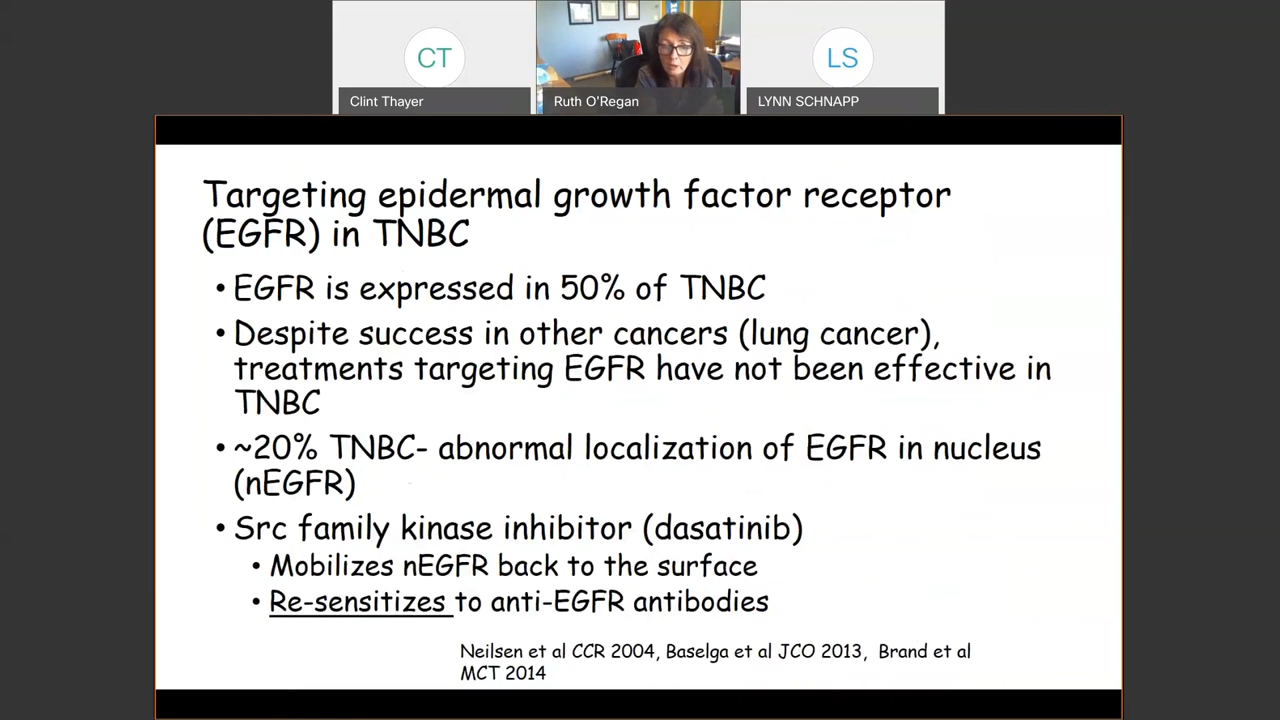 CT
LS
Clint Thayer
Ruth O'Regan
LYNN SCHNAPP
Targeting epidermal growth factor receptor
(EGFR) in TNBC
• EGFR is expressed in 50% of TNBC
• Despite success in other cancers (lung cancer),
treatments targeting EGFR have not been effective in
TNBC
• ~20% TNBC- abnormal localization of EGFR in nucleus
(nEGFR)
• Src family kinase inhibitor (dasatinib)
• Mobilizes nEGFR back to the surface
• Re-sensitizes to anti-EGFR antibodies
Neilsen et al CCR 2004, Baselga et al JCO 2013, Brand et al
MCT 2014